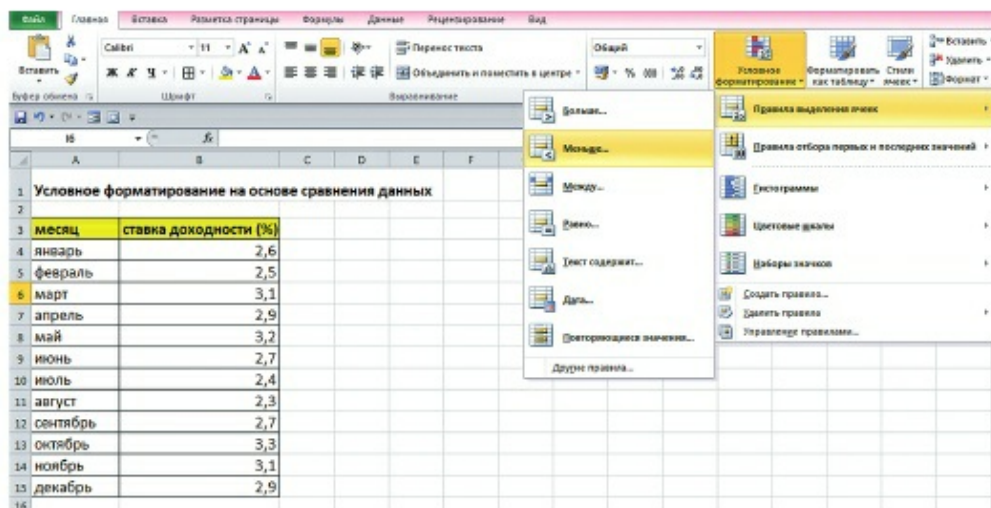 Файл Главная Вставка Разметка страницы Формулы Данные Рецензирование Вид
Вставить
Calibri 11
Ж К Ч
Перенос текста
Объединить и поместить в центре
Общий
% 000
Условное форматирование
Форматировать как таблицу
Стили ячеек
Вставить
Удалить
Формат
Буфер обмена
Шрифт
Выравнивание
I6
fx
A B C D E F
Больше...
Меньше...
Между...
Равно...
Текст содержит...
Дата...
Повторяющиеся значения...
Другие правила...
Правила выделения ячеек
Правила отбора первых и последних значений
Гистограммы
Цветовые шкалы
Наборы значков
Создать правило...
Удалить правила
Управление правилами...
1 Условное форматирование на основе сравнения данных
2
3 месяц ставка доходности (%)
4 январь 2,6
5 февраль 2,5
6 март 3,1
7 апрель 2,9
8 май 3,2
9 июнь 2,7
10 июль 2,4
11 август 2,3
12 сентябрь 2,7
13 октябрь 3,3
14 ноябрь 3,1
15 декабрь 2,9
16